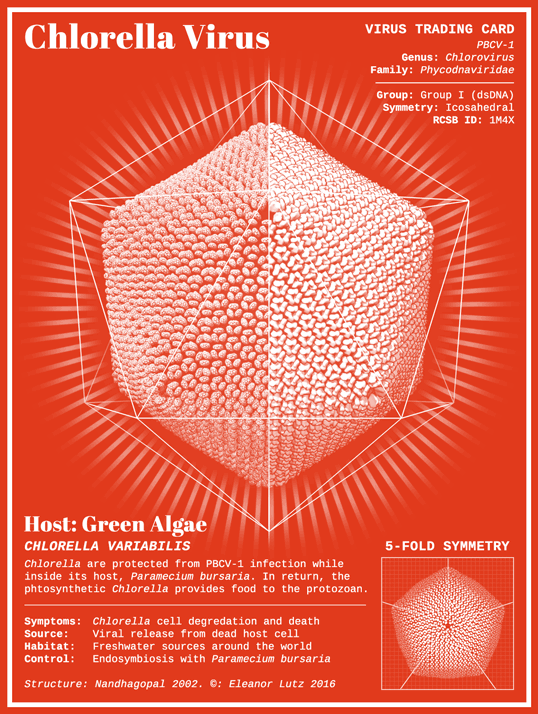 Chlorella Virus
VIRUS TRADING CARD
PBCV-1
Genus: Chlorovirus
Family: Phycodnaviridae
Group: Group I (dsDNA)
Symmetry: Icosahedral
RCSB ID: 1M4X
Host: Green Algae
CHLORELLA VARIABILIS
Chlorella are protected from PBCV-1 infection while
inside its host, Paramecium bursaria. In return, the
phtosynthetic Chlorella provides food to the protozoan.
Symptoms: Chlorella cell degredation and death
Source: Viral release from dead host cell
Habitat: Freshwater sources around the world
Control: Endosymbiosis with Paramecium bursaria
Structure: Nandhagopal 2002. ©: Eleanor Lutz 2016
5-FOLD SYMMETRY